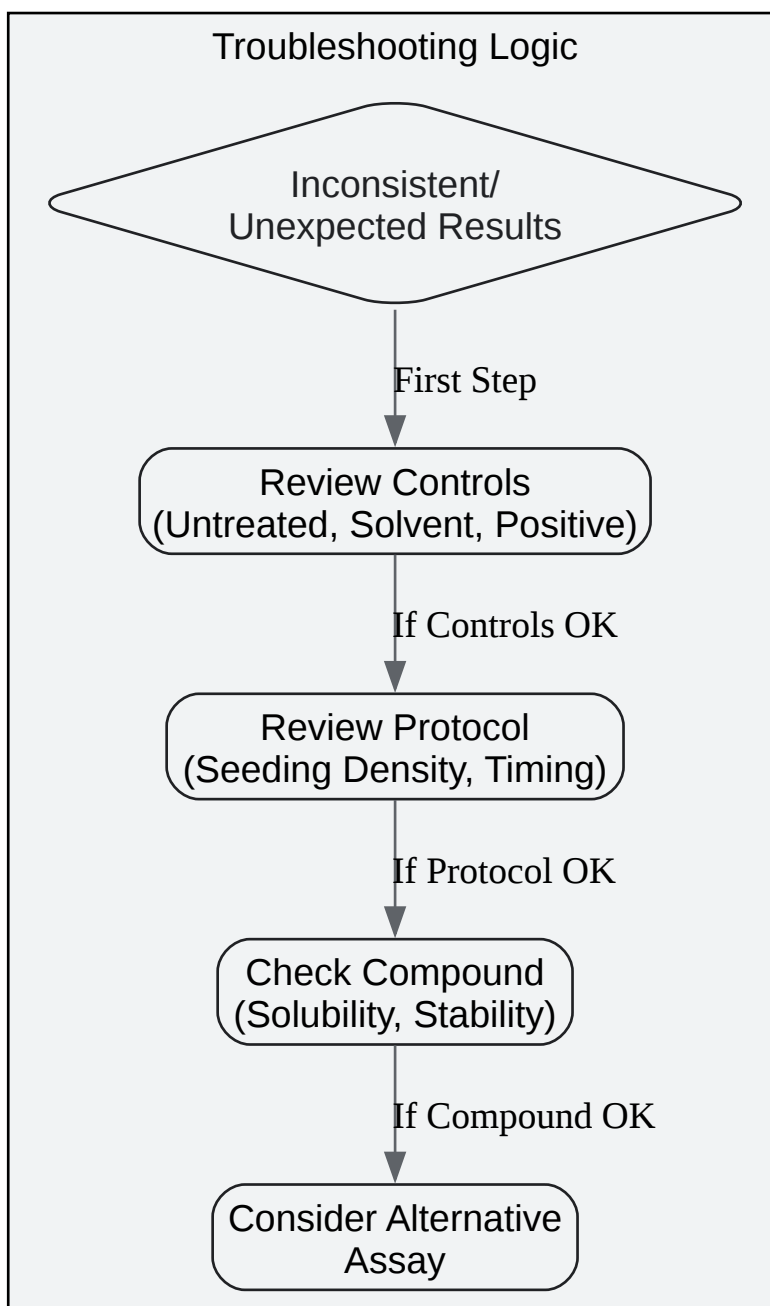 Troubleshooting Logic
Inconsistent/
Unexpected Results
First Step
Review Controls
(Untreated, Solvent, Positive)
If Controls OK
Review Protocol
(Seeding Density, Timing)
If Protocol OK
Check Compound
(Solubility, Stability)
If Compound OK
Consider Alternative
Assay